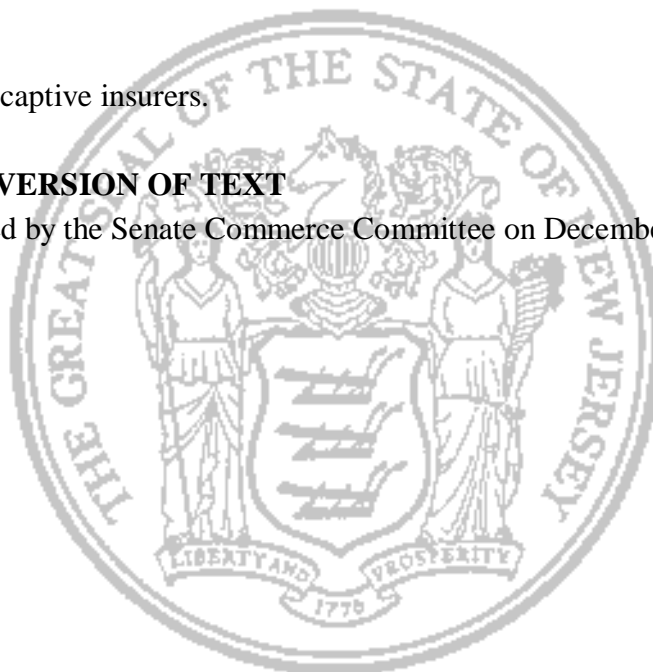 captive insurers.
VERSION OF TEXT
d by the Senate Commerce Committee on Decembe
THE GREAT SEAL OF THE STATE OF NEW JERSEY
LIBERTY AND PROSPERITY
1776